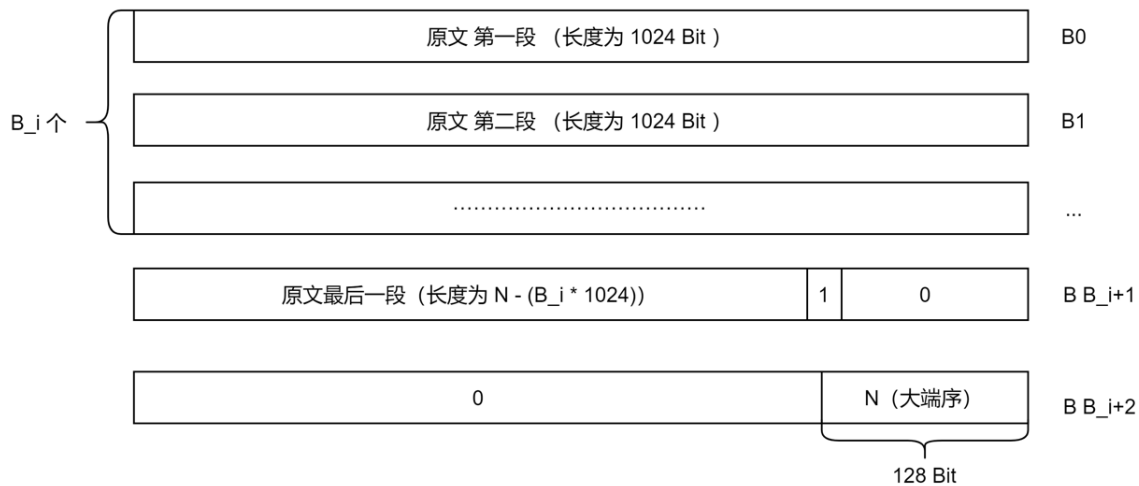 原文 第一段 （长度为 1024 Bit ） B0
B_i 个
原文 第二段 （长度为 1024 Bit ） B1
..................................... ...
原文最后一段（长度为 N - (B_i * 1024)） 1 0 B B_i+1
0 N（大端序） B B_i+2
128 Bit